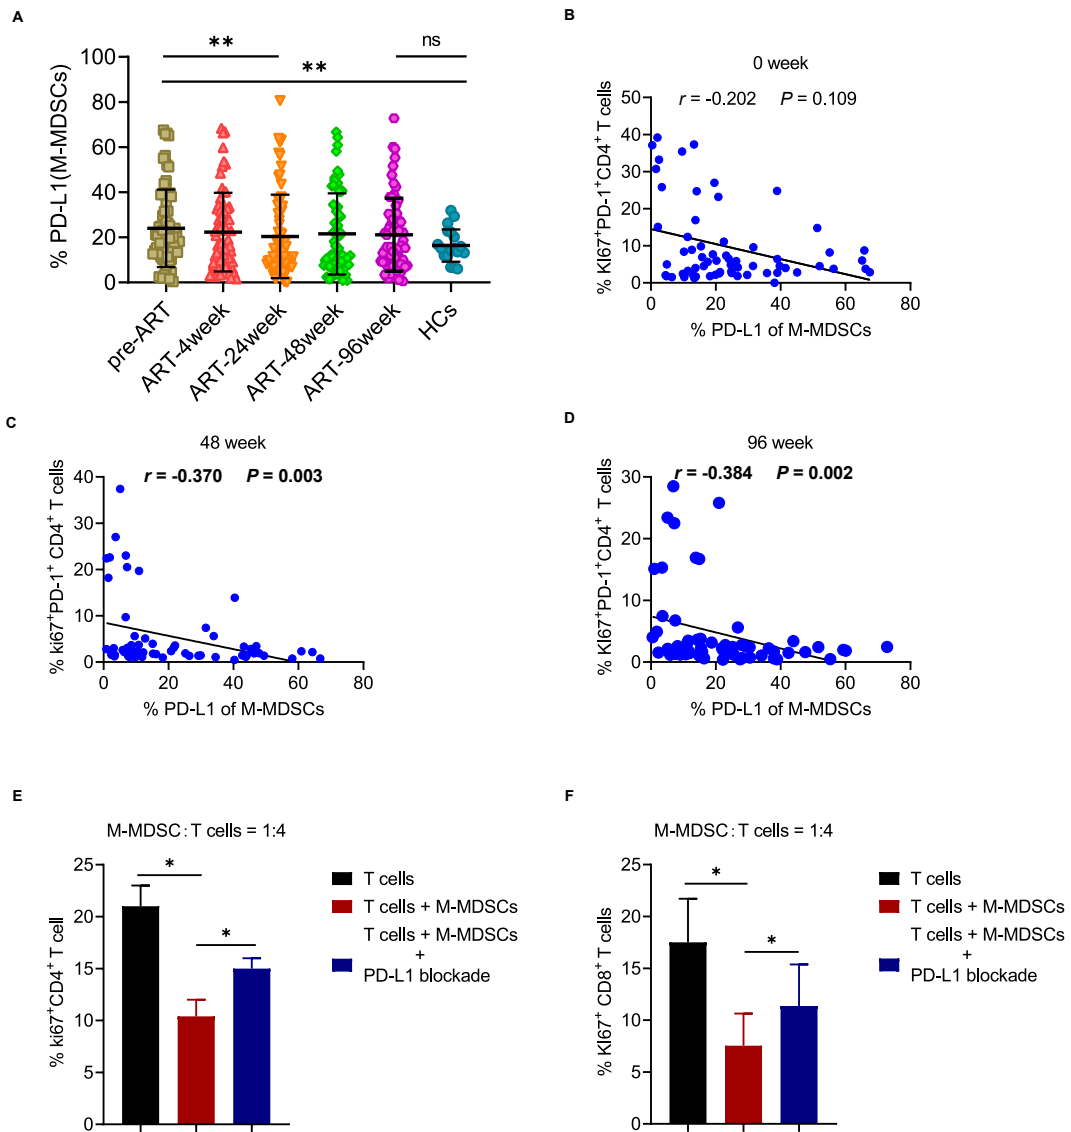 A
**
ns
**
% PD-L1(M-MDSCs)
100
80
60
40
20
0
pre-ART
ART-4week
ART-24week
ART-48week
ART-96week
HCs
B
0 week
r = -0.202 P = 0.109
% KI67⁺PD-1⁺CD4⁺ T cells
50
40
30
20
10
0
0 20 40 60 80
% PD-L1 of M-MDSCs
C
48 week
r = -0.370 P = 0.003
% ki67⁺PD-1⁺ CD4⁺ T cells
40
30
20
10
0
0 20 40 60 80
% PD-L1 of M-MDSCs
D
96 week
r = -0.384 P = 0.002
% KI67⁺PD-1⁺CD4⁺ T cells
30
20
10
0
0 20 40 60 80
% PD-L1 of M-MDSCs
E
M-MDSC : T cells = 1:4
% ki67⁺CD4⁺ T cell
25
20
15
10
5
0
*
*
T cells
T cells + M-MDSCs
T cells + M-MDSCs
+
PD-L1 blockade
F
M-MDSC : T cells = 1:4
% KI67⁺ CD8⁺ T cells
25
20
15
10
5
0
*
*
T cells
T cells + M-MDSCs
T cells + M-MDSCs
+
PD-L1 blockade